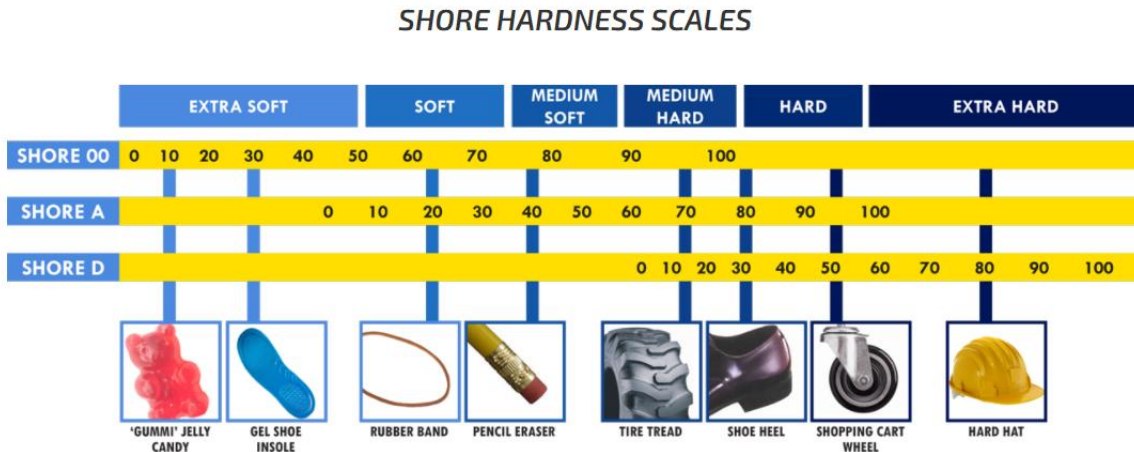 SHORE HARDNESS SCALES
EXTRA SOFT
SOFT
MEDIUM
SOFT
MEDIUM
HARD
HARD
EXTRA HARD
SHORE 00 0 10 20 30 40 50 60 70 80 90 100
SHORE A 0 10 20 30 40 50 60 70 80 90 100
SHORE D 0 10 20 30 40 50 60 70 80 90 100
'GUMMI' JELLY
CANDY
GEL SHOE
INSOLE
RUBBER BAND
PENCIL ERASER
TIRE TREAD
SHOE HEEL
SHOPPING CART
WHEEL
HARD HAT